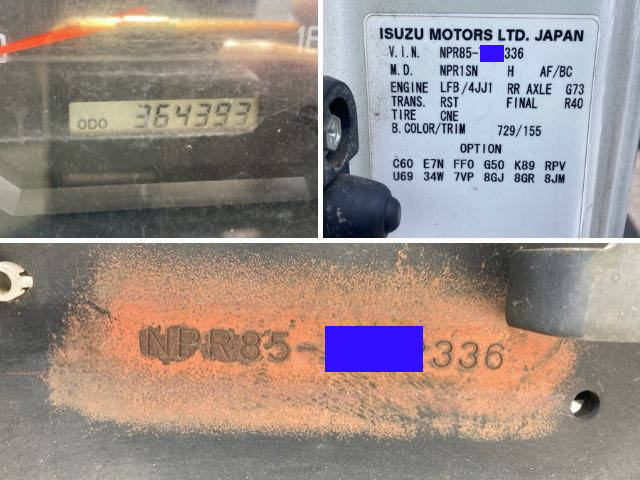 ODO 364393
ISUZU MOTORS LTD. JAPAN
V.I.N. NPR85- 336
M.D. NPR1SN H AF/BC
ENGINE LFB/4JJ1 RR AXLE G73
TRANS. RST FINAL R40
TIRE CNE
B.COLOR/TRIM 729/155
OPTION
C60 E7N FF0 G50 K89 RPV
U69 34W 7VP 8GJ 8GR 8JM
NPR85- 336